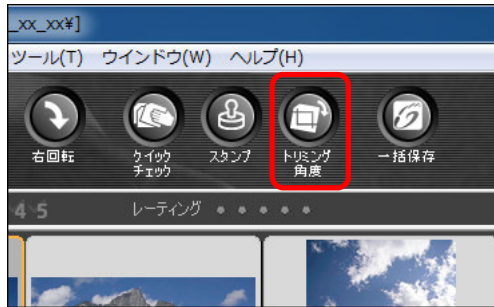 _xx_xx¥]
ツール(T) ウインドウ(W) ヘルプ(H)
右回転
クイック
チェック
スタンプ
トリミング
角度
一括保存
4 5 レーティング